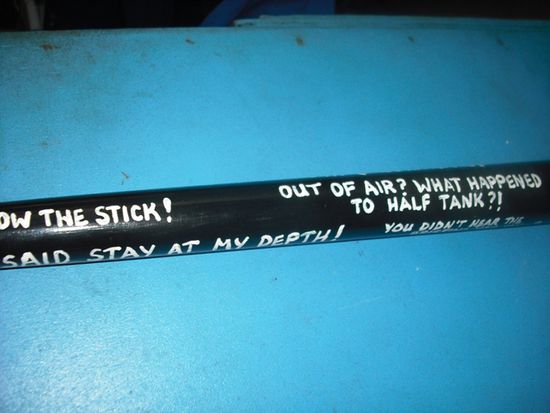 OW THE STICK!
SAID STAY AT MY DEPTH!
OUT OF AIR? WHAT HAPPENED
TO HALF TANK?!
YOU DIDN'T HEAR THE